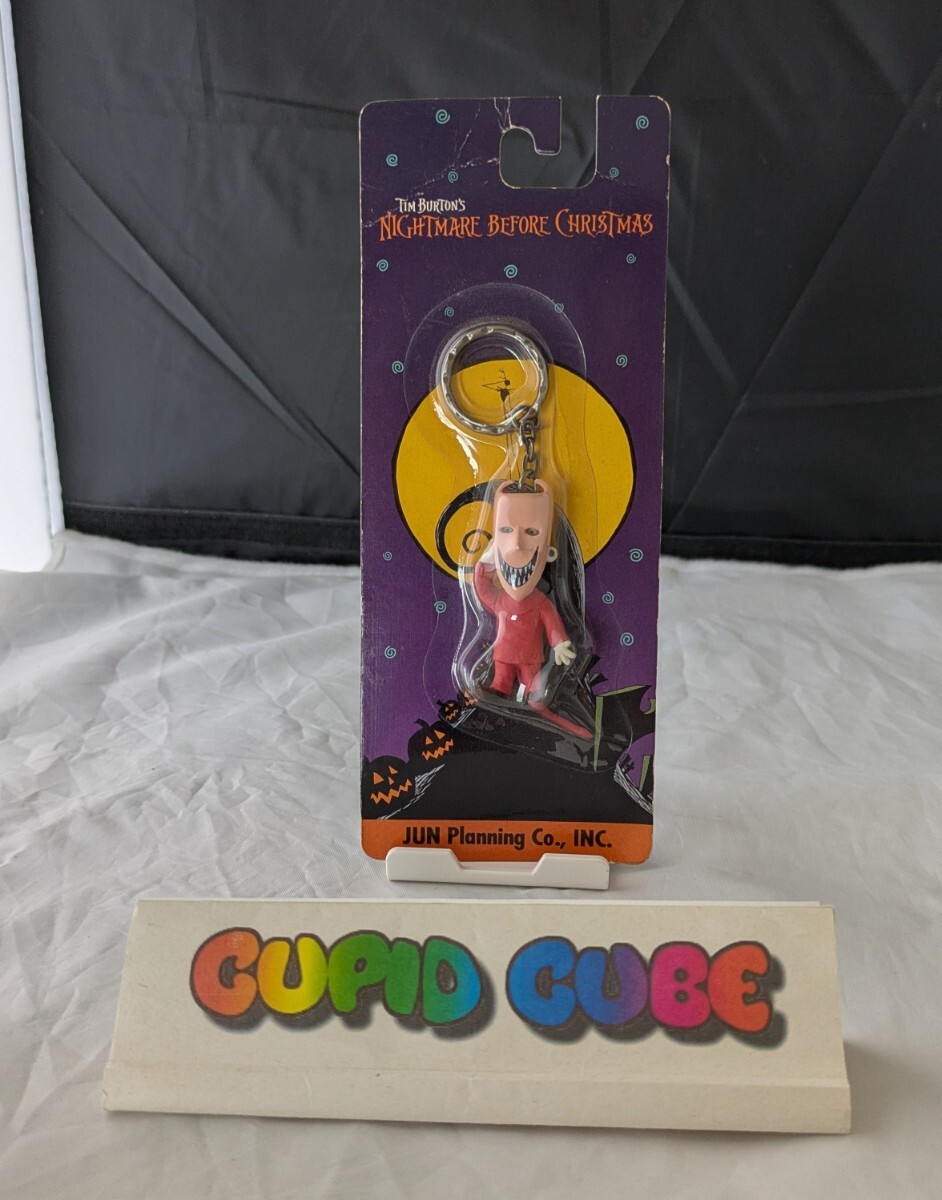 TIM BURTON'S
NIGHTMARE BEFORE CHRISTMAS
JUN Planning Co., INC.
CUPID CUBE